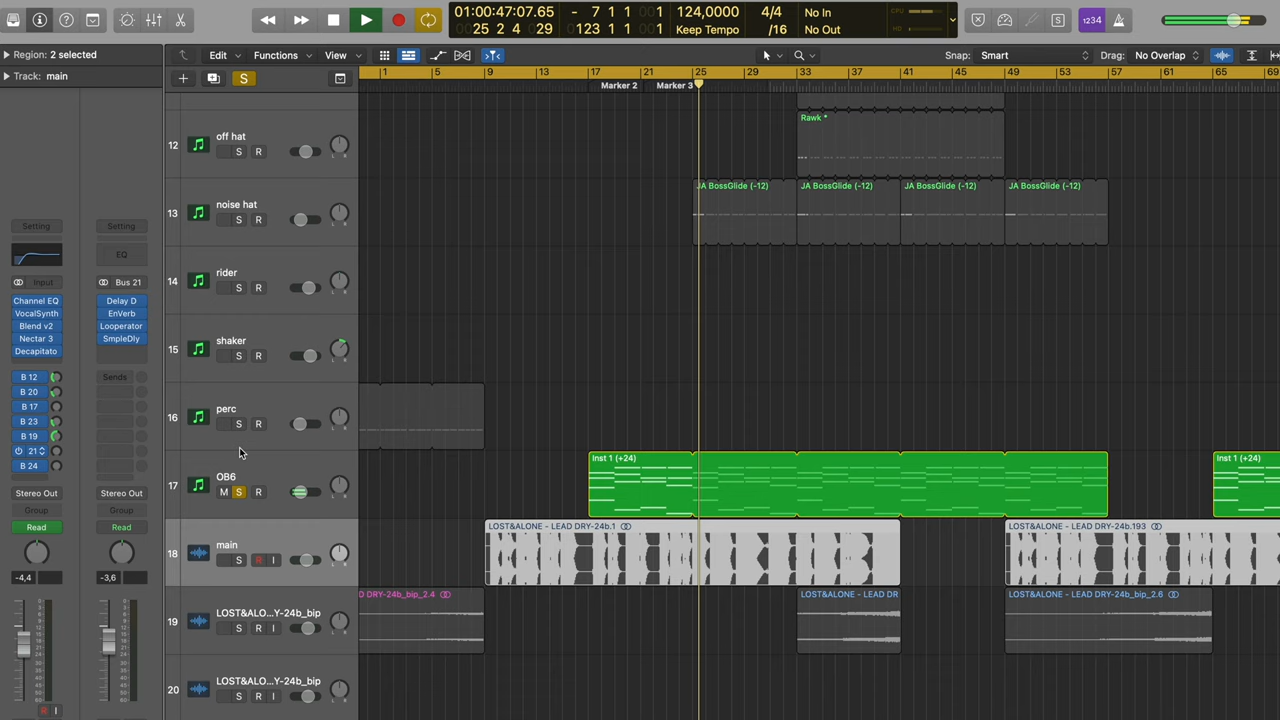 01:00:47:07.65
25 2 4 29
- 7 1 1 001
123 1 1 1
124,0000
Keep Tempo
4/4
/16
No In
No Out
CPU
HD
S
1234
Region: 2 selected
Edit
Functions
View
Snap:
Smart
Drag:
No Overlap
Track: main
S
1
5
9
13
17
21
25
29
33
37
41
45
49
53
57
61
65
69
Marker 2
Marker 3
12
off hat
S
R
L R
Rawk *
13
noise hat
S
R
L R
JA BossGlide (-12)
JA BossGlide (-12)
JA BossGlide (-12)
JA BossGlide (-12)
14
rider
S
R
L R
15
shaker
S
R
L R
16
perc
S
R
L R
17
OB6
M
S
R
L R
Inst 1 (+24)
Inst 1 (+24)
18
main
S
R
I
L R
LOST&ALONE - LEAD DRY-24b.1
LOST&ALONE - LEAD DRY-24b.193
19
LOST&ALO...Y-24b_bip
S
R
I
L R
D DRY-24b_bip_2.4
LOST&ALONE - LEAD DR
LOST&ALONE - LEAD DRY-24b_bip_2.6
20
LOST&ALO...Y-24b_bip
S
R
I
L R
Setting
Setting
EQ
Input
Bus 21
Channel EQ
Delay D
VocalSynth
EnVerb
Blend v2
Looperator
Nectar 3
SmpleDly
Decapitato
B 12
Sends
B 20
B 17
B 23
B 19
21
B 24
Stereo Out
Stereo Out
Group
Group
Read
Read
-4,4
-3,6
R
I